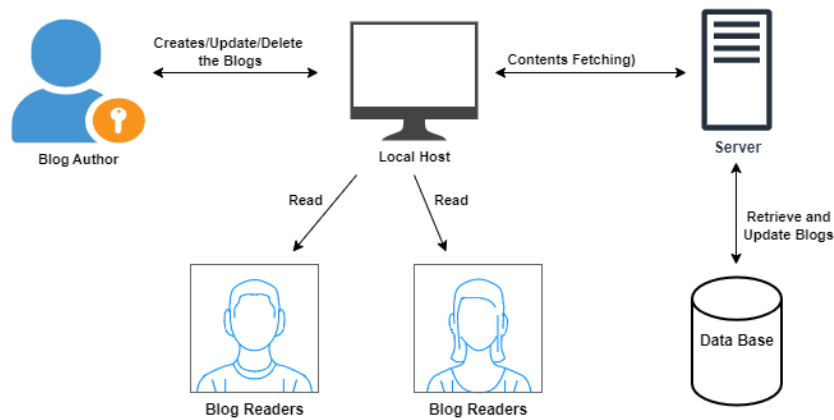 Creates/Update/Delete
the Blogs
Contents Fetching)
Blog Author
Local Host
Server
Read
Read
Retrieve and
Update Blogs
Data Base
Blog Readers
Blog Readers